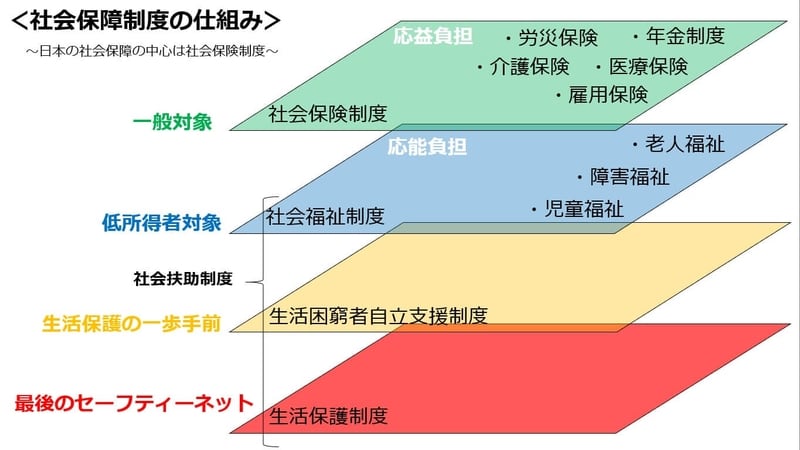 ＜社会保障制度の仕組み＞
～日本の社会保障の中心は社会保険制度～
応益負担
・労災保険
・年金制度
・介護保険
・医療保険
・雇用保険
社会保険制度
一般対象
応能負担
・老人福祉
・障害福祉
・児童福祉
社会福祉制度
低所得者対象
社会扶助制度
生活困窮者自立支援制度
生活保護の一歩手前
最後のセーフティーネット
生活保護制度